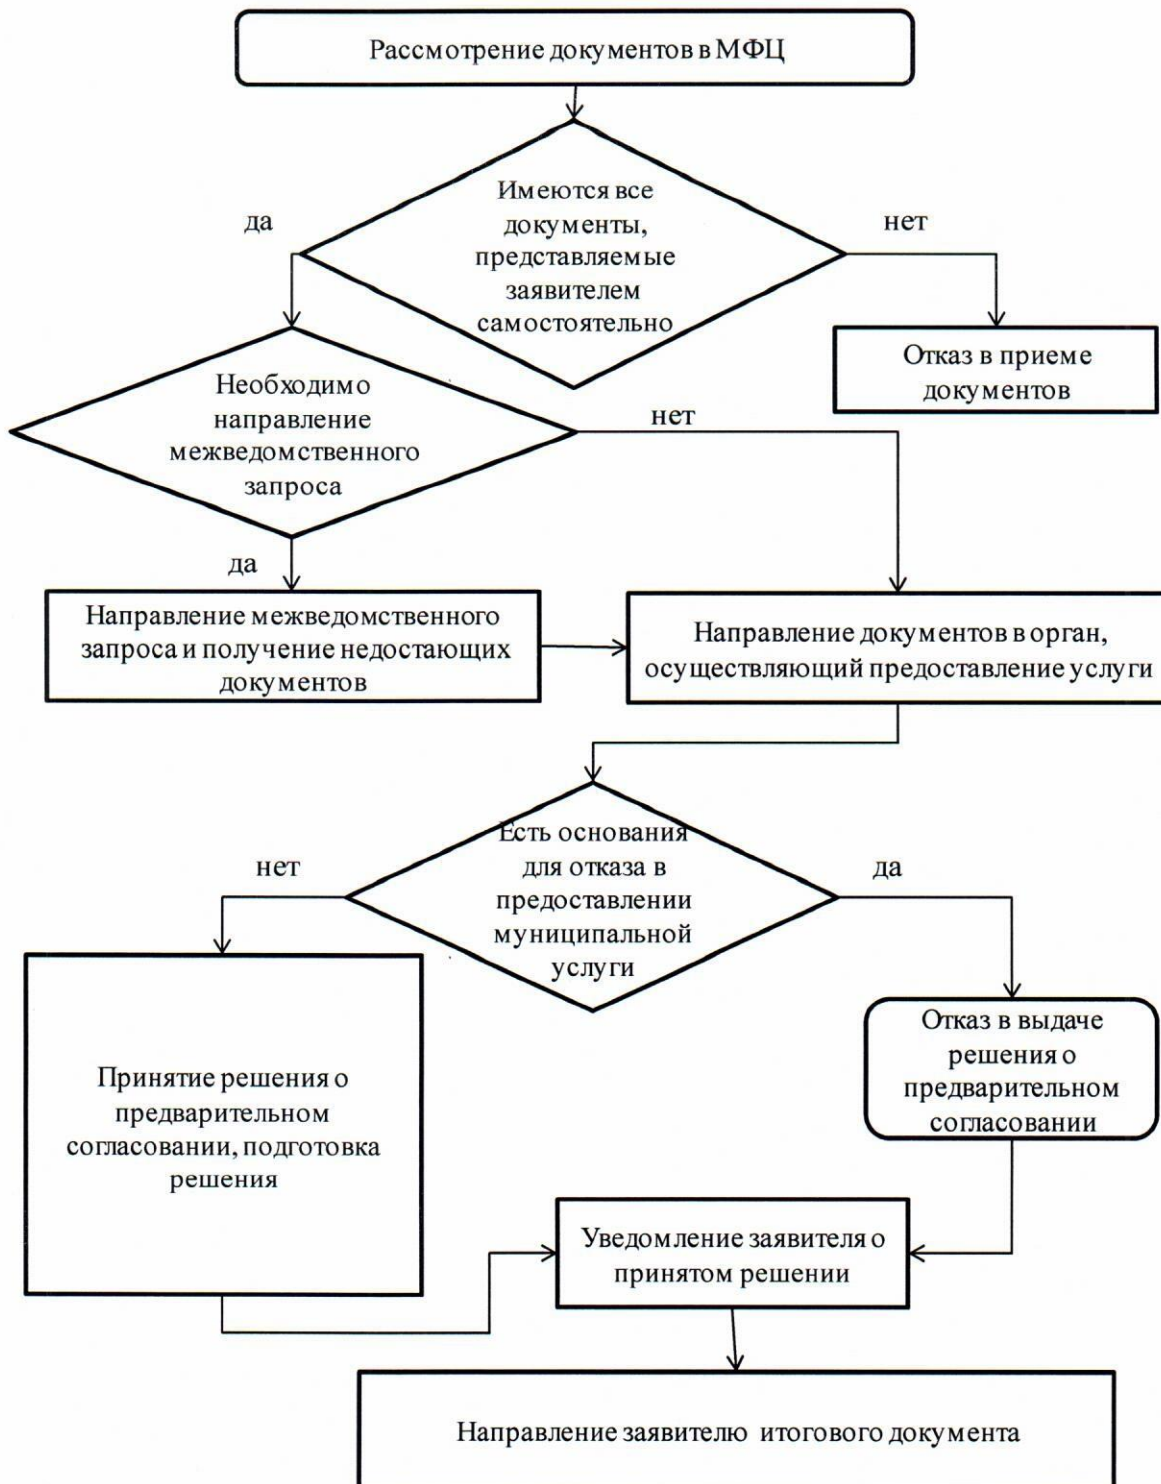 Рассмотрение документов в МФЦ
Имеются все
документы,
представляемые
заявителем
самостоятельно
да
нет
Отказ в приеме
документов
Необходимо
направление
межведомственного
запроса
нет
да
Направление межведомственного
запроса и получение недостающих
документов
Направление документов в орган,
осуществляющий предоставление услуги
Есть основания
для отказа в
предоставлении
муниципальной
услуги
нет
да
Принятие решения о
предварительном
согласовании, подготовка
решения
Отказ в выдаче
решения о
предварительном
согласовании
Уведомление заявителя о
принятом решении
Направление заявителю итогового документа